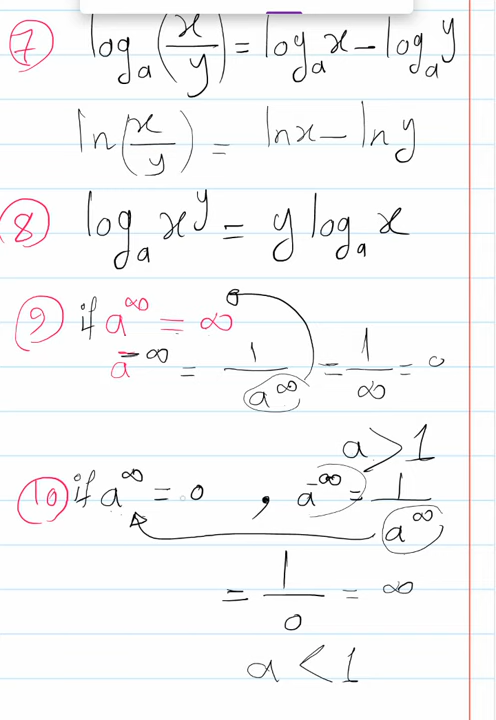 ⑦ logₐ(x/y) = logₐx − logₐy
ln(x/y) = lnx − lny
⑧ logₐxʸ = y logₐx
⑨ if a^∞ = ∞
a^−∞ = 1/a^∞ = 1/∞ = 0
a > 1
⑩ if a^∞ = 0 , a^−∞ = 1/a^∞
= 1/0 = ∞
a < 1